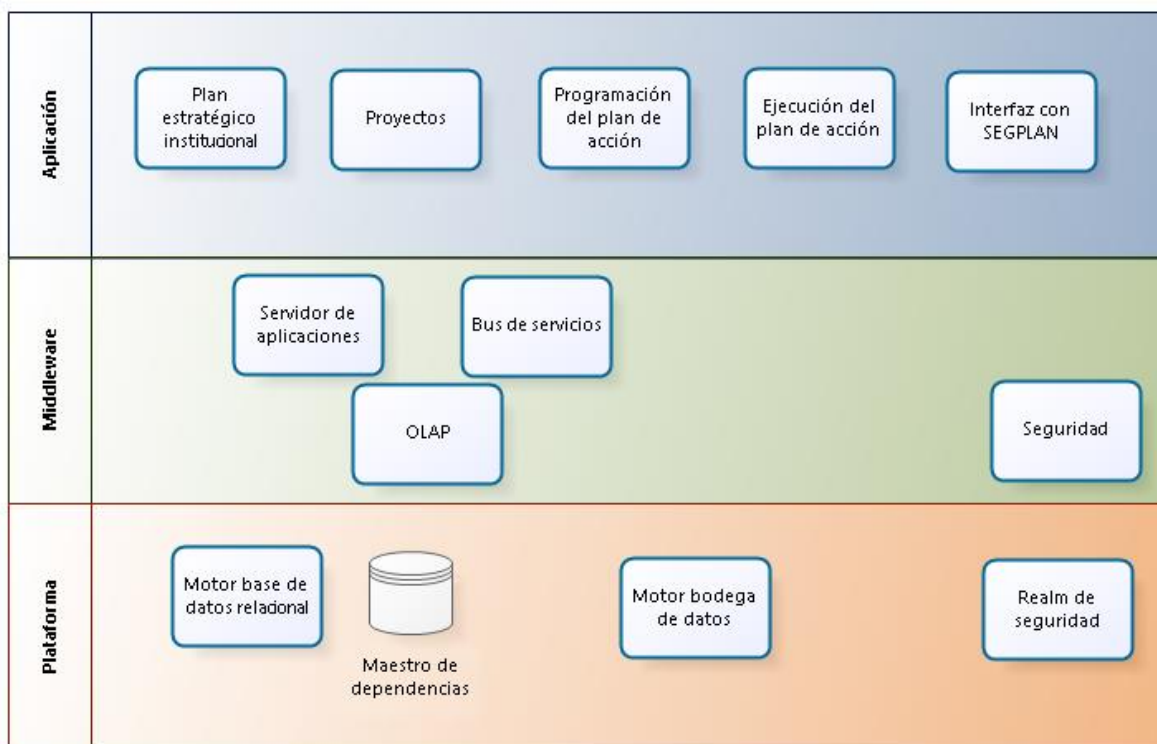 Aplicación
Plan
estratégico
institucional
Proyectos
Programación
del plan de
acción
Ejecución del
plan de acción
Interfaz con
SEGPLAN
Middleware
Servidor de
aplicaciones
Bus de servicios
OLAP
Seguridad
Plataforma
Motor base de
datos relacional
Maestro de
dependencias
Motor bodega
de datos
Realm de
seguridad